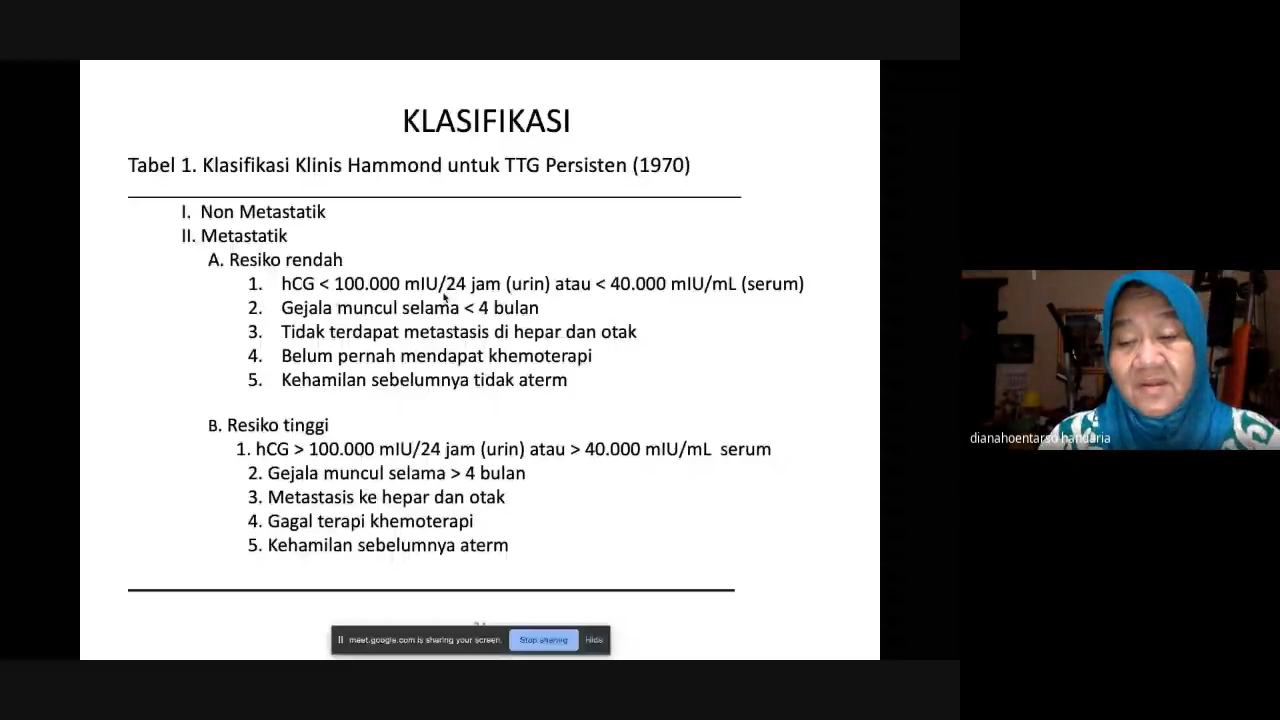 KLASIFIKASI
Tabel 1. Klasifikasi Klinis Hammond untuk TTG Persisten (1970)
I. Non Metastatik
II. Metastatik
A. Resiko rendah
1. hCG < 100.000 mIU/24 jam (urin) atau < 40.000 mIU/mL (serum)
2. Gejala muncul selama < 4 bulan
3. Tidak terdapat metastasis di hepar dan otak
4. Belum pernah mendapat khemoterapi
5. Kehamilan sebelumnya tidak aterm
B. Resiko tinggi
1. hCG > 100.000 mIU/24 jam (urin) atau > 40.000 mIU/mL serum
2. Gejala muncul selama > 4 bulan
3. Metastasis ke hepar dan otak
4. Gagal terapi khemoterapi
5. Kehamilan sebelumnya aterm
meet.google.com is sharing your screen.
Stop sharing
Hide
dianahoentarso handaria